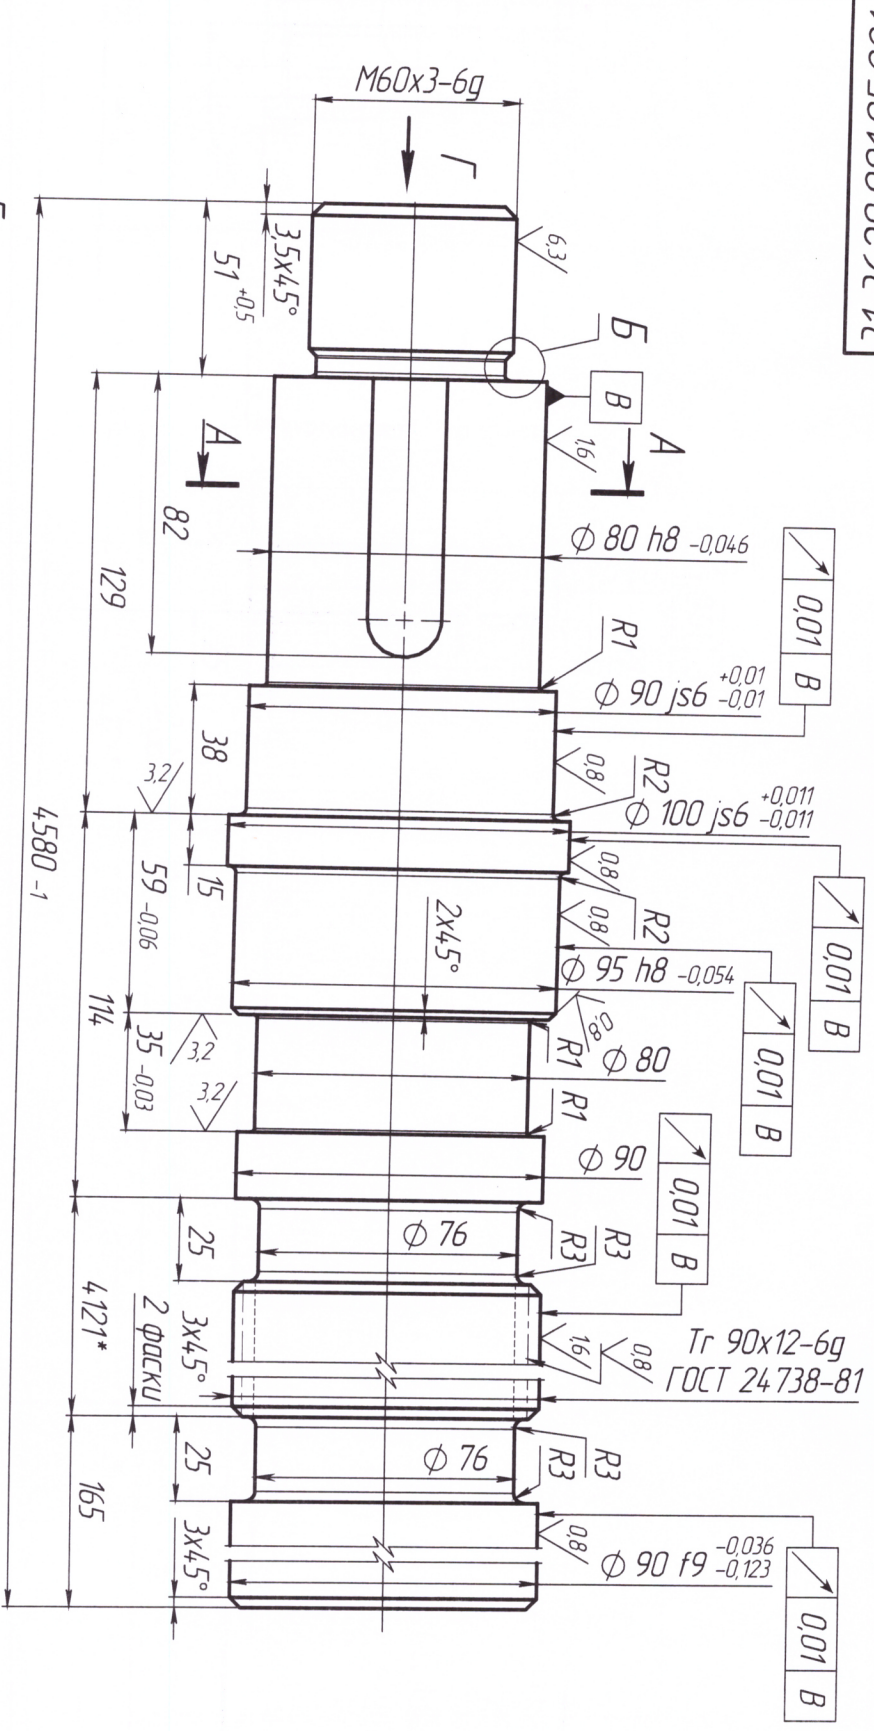 M60x3-6g
Г
6,3
3,5x45°
51 +0,5
Б
В
1,6
А
А
82
129
⌀ 80 h8 -0,046
0,01 В
R1
⌀ 90 js6 +0,01 -0,01
38
0,8
R2
3,2
⌀ 100 js6 +0,011 -0,011
4580 -1
15
59 -0,06
0,8
0,01 В
0,8
R2
2x45°
⌀ 95 h8 -0,054
0,01 В
114
0,8
35 -0,03
3,2
3,2
R1
⌀ 80
R1
⌀ 90
0,01 В
25
⌀ 76
R3
R3
4121*
3x45°
2 фаски
1,6
0,8
Tr 90x12-6g
ГОСТ 24738-81
25
⌀ 76
R3
R3
165
3x45°
0,8
⌀ 90 f9 -0,036 -0,123
0,01 В